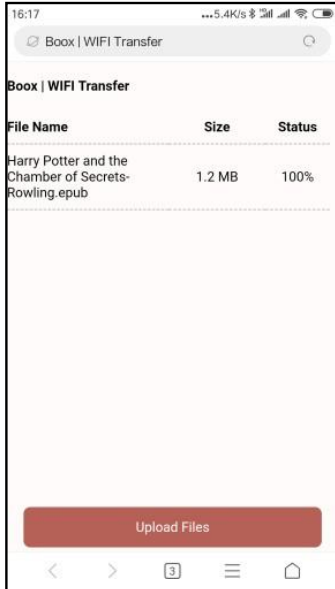 16:17
...5.4K/s
Boox | WIFI Transfer
Boox | WIFI Transfer
File Name Size Status
Harry Potter and the
Chamber of Secrets- 1.2 MB 100%
Rowling.epub
Upload Files
3